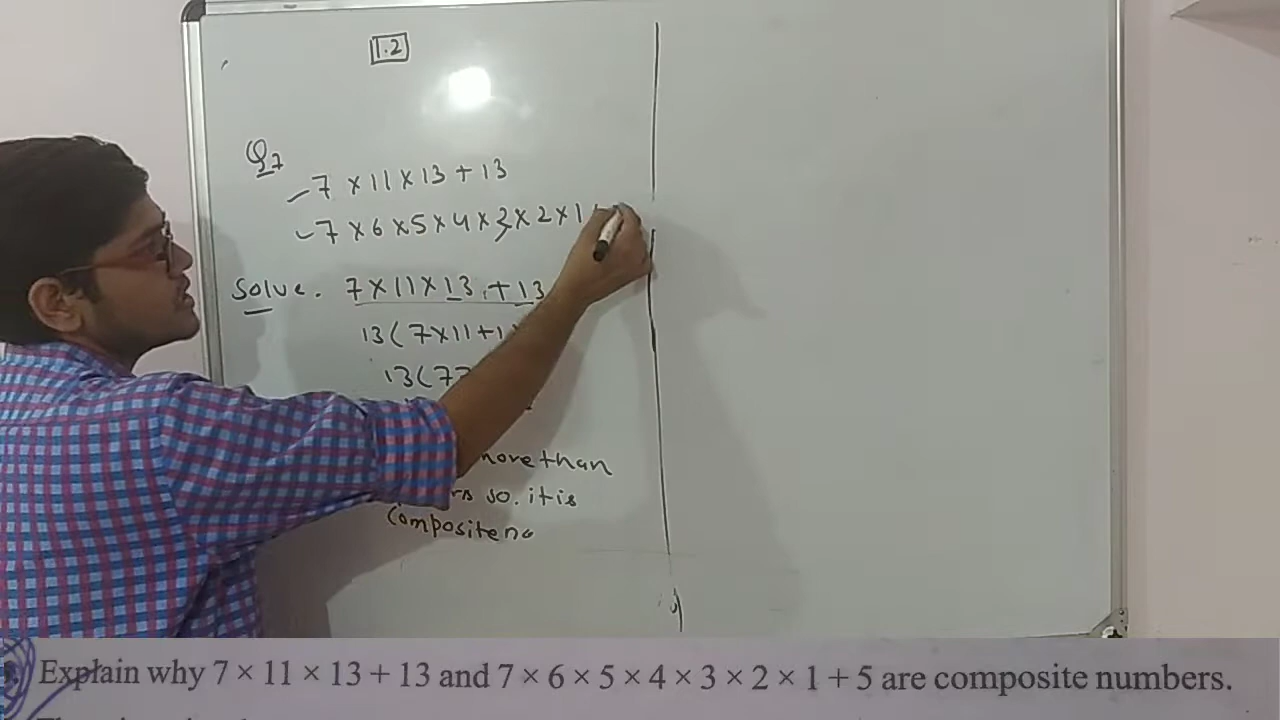 1.2
Q7
7 × 11 × 13 + 13
7 × 6 × 5 × 4 × 3 × 2 × 1
Solve. 7 × 11 × 13 + 13
13 ( 7 × 11 + 1
13 ( 77
more than
so. it is
Composite no
Explain why 7 × 11 × 13 + 13 and 7 × 6 × 5 × 4 × 3 × 2 × 1 + 5 are composite numbers.